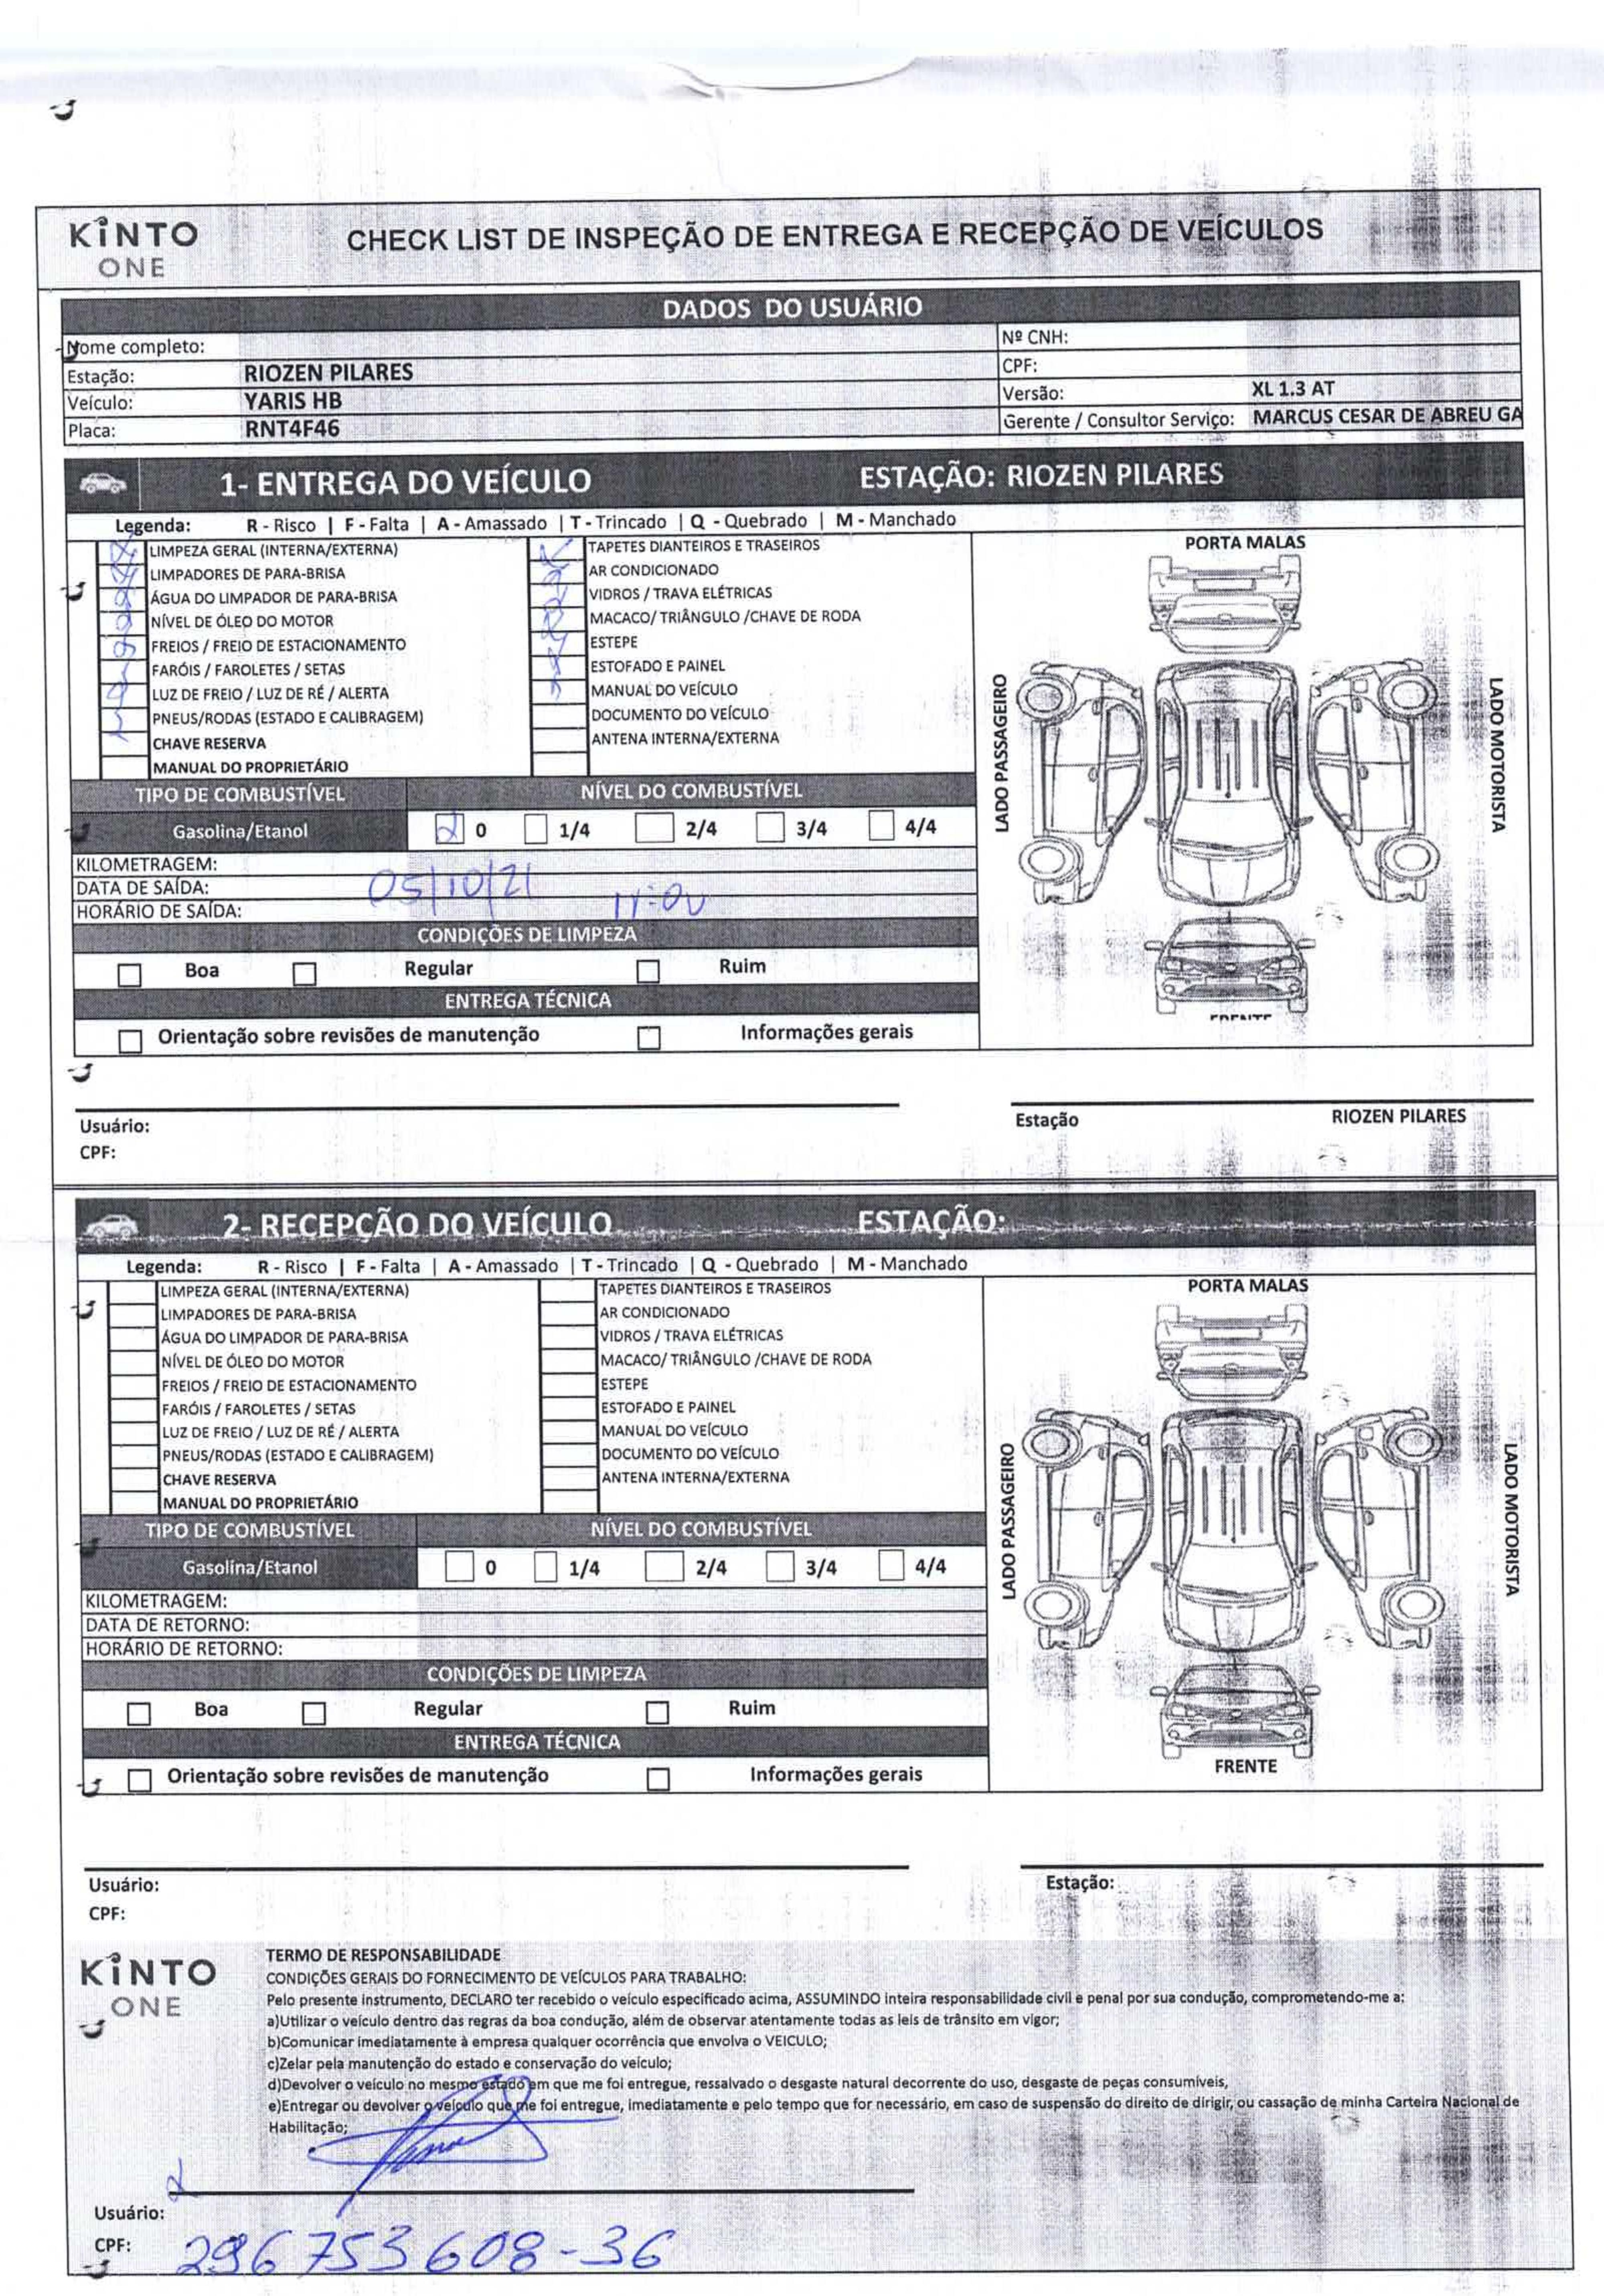 KINTO
ONE
CHECK LIST DE INSPEÇÃO DE ENTREGA E RECEPÇÃO DE VEÍCULOS
DADOS DO USUÁRIO
Nome completo: Nº CNH:
Estação: RIOZEN PILARES CPF:
Veículo: YARIS HB Versão: XL 1.3 AT
Placa: RNT4F46 Gerente / Consultor Serviço: MARCUS CESAR DE ABREU GA
1- ENTREGA DO VEÍCULO ESTAÇÃO: RIOZEN PILARES
Legenda: R - Risco | F - Falta | A - Amassado | T - Trincado | Q - Quebrado | M - Manchado
LIMPEZA GERAL (INTERNA/EXTERNA) TAPETES DIANTEIROS E TRASEIROS
LIMPADORES DE PARA-BRISA AR CONDICIONADO
ÁGUA DO LIMPADOR DE PARA-BRISA VIDROS / TRAVA ELÉTRICAS
NÍVEL DE ÓLEO DO MOTOR MACACO/ TRIÂNGULO /CHAVE DE RODA
FREIOS / FREIO DE ESTACIONAMENTO ESTEPE
FARÓIS / FAROLETES / SETAS ESTOFADO E PAINEL
LUZ DE FREIO / LUZ DE RÉ / ALERTA MANUAL DO VEÍCULO
PNEUS/RODAS (ESTADO E CALIBRAGEM) DOCUMENTO DO VEÍCULO
CHAVE RESERVA ANTENA INTERNA/EXTERNA
MANUAL DO PROPRIETÁRIO
PORTA MALAS
LADO PASSAGEIRO
LADO MOTORISTA
FRENTE
TIPO DE COMBUSTÍVEL NÍVEL DO COMBUSTÍVEL
Gasolina/Etanol 0 1/4 2/4 3/4 4/4
KILOMETRAGEM:
DATA DE SAÍDA: 05/10/21
HORÁRIO DE SAÍDA:
CONDIÇÕES DE LIMPEZA
Boa Regular Ruim
ENTREGA TÉCNICA
Orientação sobre revisões de manutenção Informações gerais
Usuário: Estação RIOZEN PILARES
CPF:
2- RECEPÇÃO DO VEÍCULO ESTAÇÃO:
Legenda: R - Risco | F - Falta | A - Amassado | T - Trincado | Q - Quebrado | M - Manchado
LIMPEZA GERAL (INTERNA/EXTERNA) TAPETES DIANTEIROS E TRASEIROS
LIMPADORES DE PARA-BRISA AR CONDICIONADO
ÁGUA DO LIMPADOR DE PARA-BRISA VIDROS / TRAVA ELÉTRICAS
NÍVEL DE ÓLEO DO MOTOR MACACO/ TRIÂNGULO /CHAVE DE RODA
FREIOS / FREIO DE ESTACIONAMENTO ESTEPE
FARÓIS / FAROLETES / SETAS ESTOFADO E PAINEL
LUZ DE FREIO / LUZ DE RÉ / ALERTA MANUAL DO VEÍCULO
PNEUS/RODAS (ESTADO E CALIBRAGEM) DOCUMENTO DO VEÍCULO
CHAVE RESERVA ANTENA INTERNA/EXTERNA
MANUAL DO PROPRIETÁRIO
PORTA MALAS
LADO PASSAGEIRO
LADO MOTORISTA
FRENTE
TIPO DE COMBUSTÍVEL NÍVEL DO COMBUSTÍVEL
Gasolina/Etanol 0 1/4 2/4 3/4 4/4
KILOMETRAGEM:
DATA DE RETORNO:
HORÁRIO DE RETORNO:
CONDIÇÕES DE LIMPEZA
Boa Regular Ruim
ENTREGA TÉCNICA
Orientação sobre revisões de manutenção Informações gerais
Usuário: Estação:
CPF:
KINTO
ONE
TERMO DE RESPONSABILIDADE
CONDIÇÕES GERAIS DO FORNECIMENTO DE VEÍCULOS PARA TRABALHO:
Pelo presente instrumento, DECLARO ter recebido o veículo especificado acima, ASSUMINDO inteira responsabilidade civil e penal por sua condução, comprometendo-me a:
a)Utilizar o veículo dentro das regras da boa condução, além de observar atentamente todas as leis de trânsito em vigor;
b)Comunicar imediatamente à empresa qualquer ocorrência que envolva o VEICULO;
c)Zelar pela manutenção do estado e conservação do veículo;
d)Devolver o veículo no mesmo estado em que me foi entregue, ressalvado o desgaste natural decorrente do uso, desgaste de peças consumíveis,
e)Entregar ou devolver o veículo que me foi entregue, imediatamente e pelo tempo que for necessário, em caso de suspensão do direito de dirigir, ou cassação de minha Carteira Nacional de
Habilitação;
Usuário:
CPF: 296753608-36